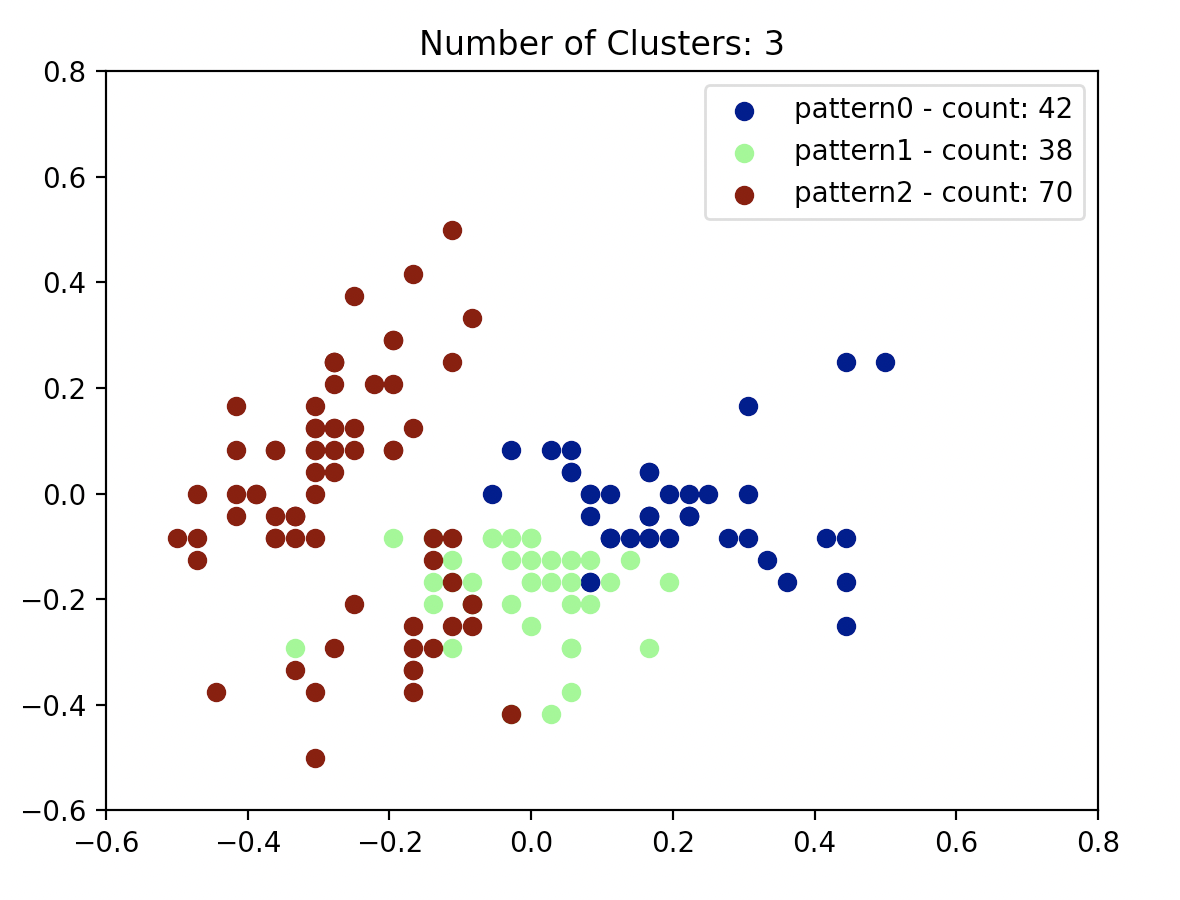 Number of Clusters: 3
pattern0 - count: 42
pattern1 - count: 38
pattern2 - count: 70
0.8
0.6
0.4
0.2
0.0
−0.2
−0.4
−0.6
−0.6 −0.4 −0.2 0.0 0.2 0.4 0.6 0.8